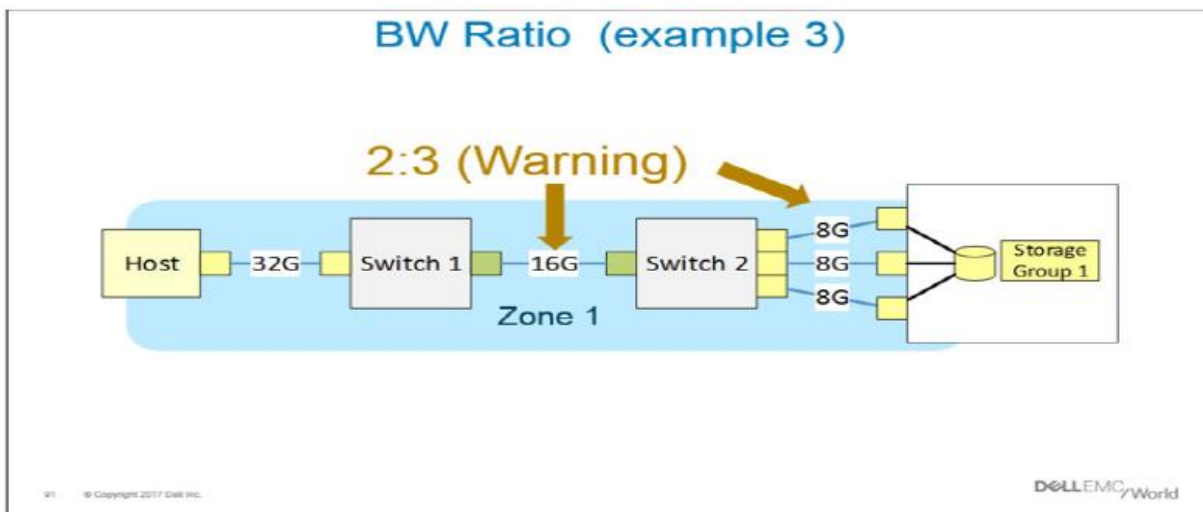 BW Ratio (example 3)
2:3 (Warning)
8G
Host
32G
Switch 1
16G
Switch 2
8G
Storage
Group 1
8G
Zone 1
91 © Copyright 2017 Dell Inc.
DELLEMC/World